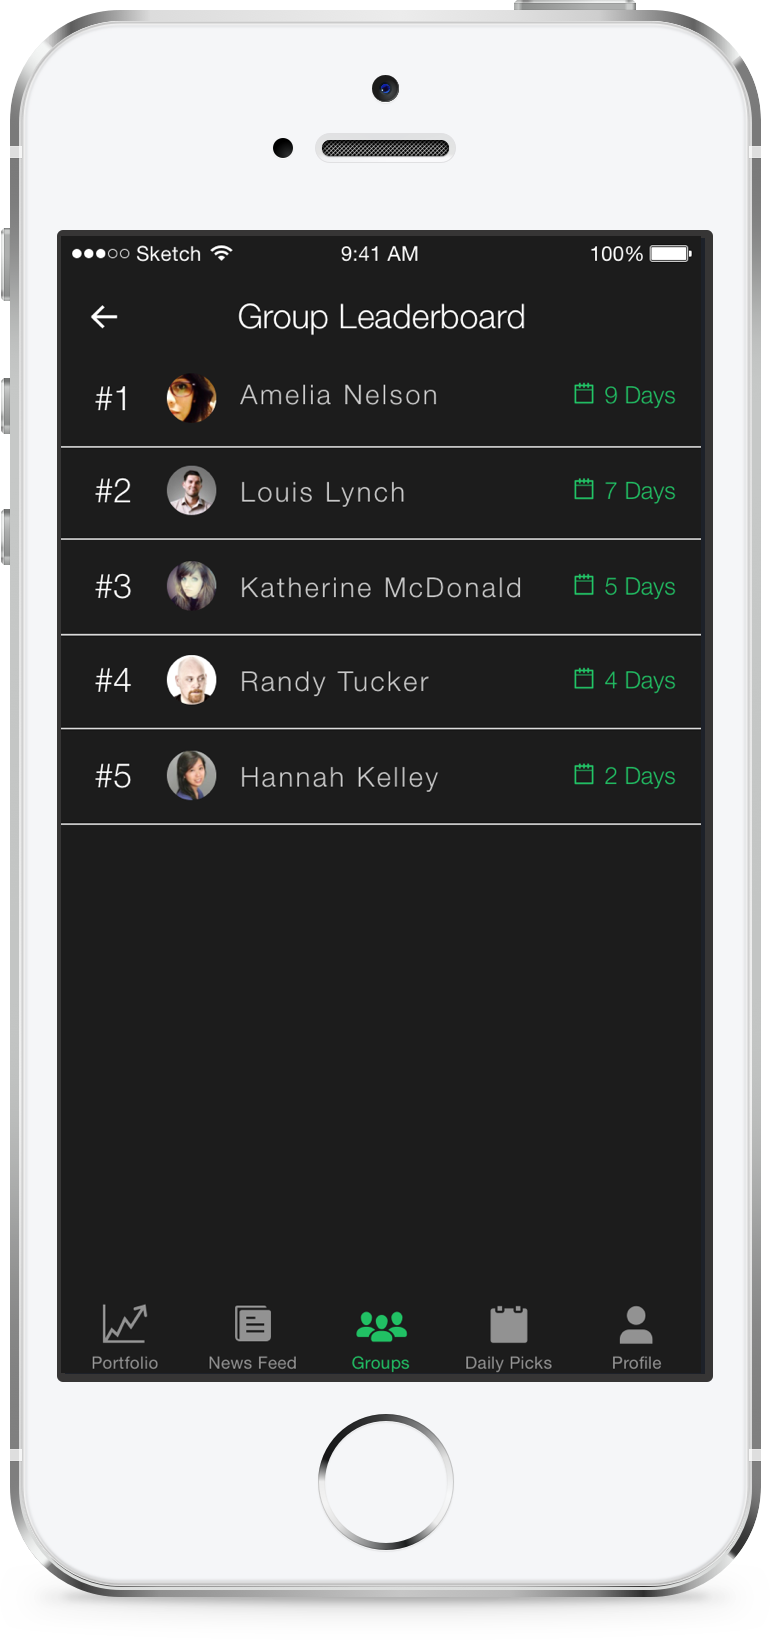 Sketch 9:41 AM 100%
Group Leaderboard
#1 Amelia Nelson 9 Days
#2 Louis Lynch 7 Days
#3 Katherine McDonald 5 Days
#4 Randy Tucker 4 Days
#5 Hannah Kelley 2 Days
Portfolio News Feed Groups Daily Picks Profile